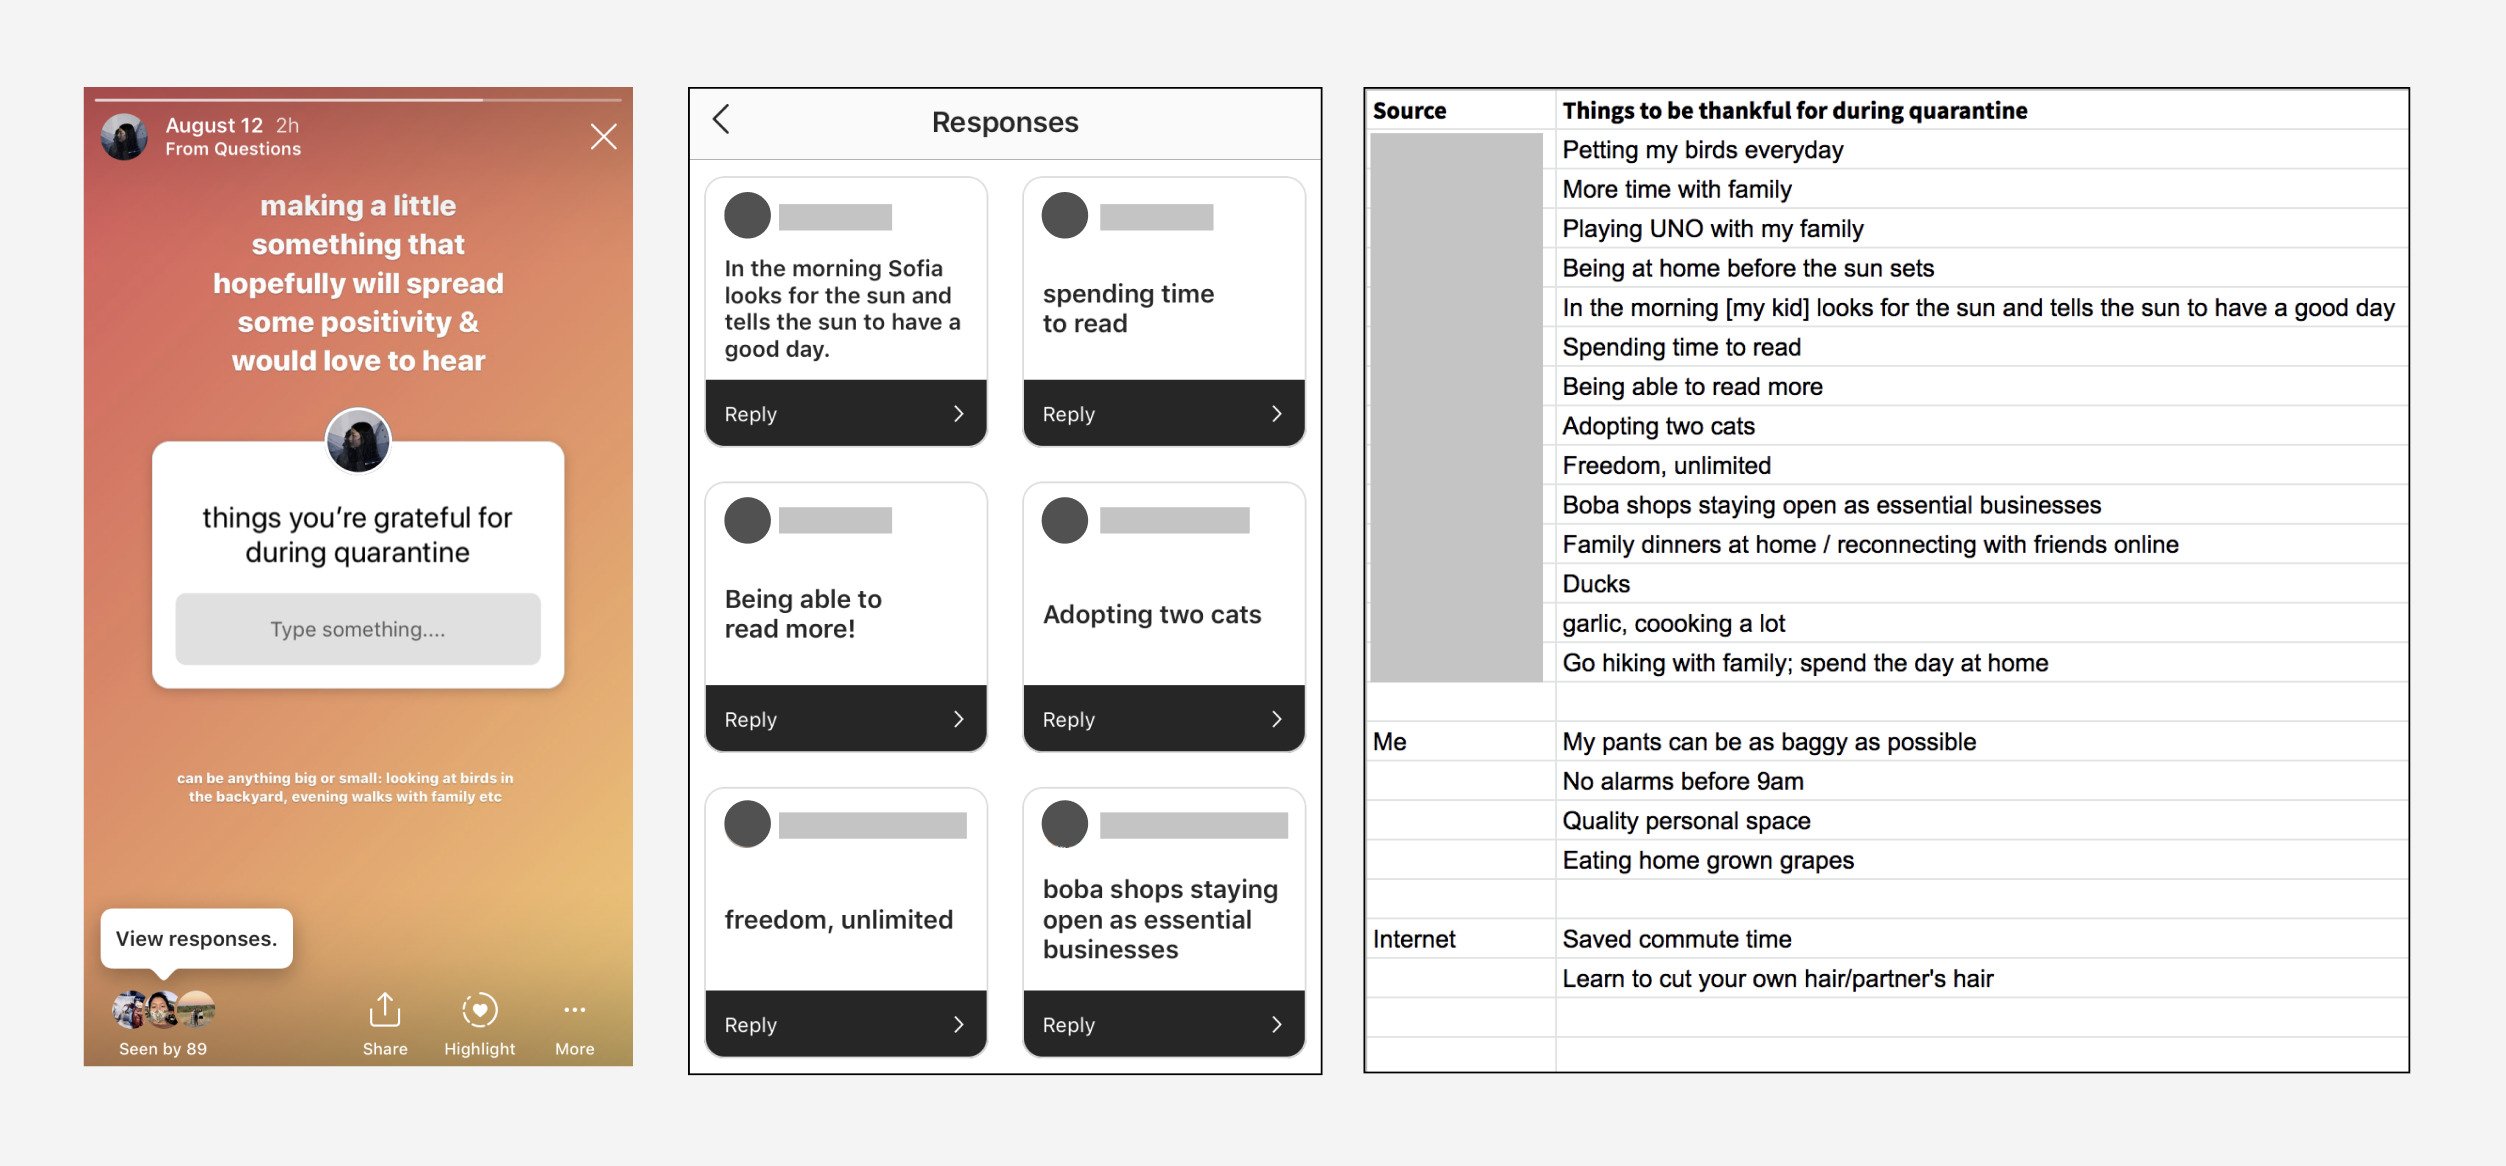 August 12 2h
From Questions
making a little
something that
hopefully will spread
some positivity &
would love to hear
things you're grateful for
during quarantine
Type something....
can be anything big or small: looking at birds in
the backyard, evening walks with family etc
View responses.
Seen by 89
Share
Highlight
More
Responses
In the morning Sofia
looks for the sun and
tells the sun to have a
good day.
Reply
spending time
to read
Reply
Being able to
read more!
Reply
Adopting two cats
Reply
freedom, unlimited
Reply
boba shops staying
open as essential
businesses
Reply
Source Things to be thankful for during quarantine
Petting my birds everyday
More time with family
Playing UNO with my family
Being at home before the sun sets
In the morning [my kid] looks for the sun and tells the sun to have a good day
Spending time to read
Being able to read more
Adopting two cats
Freedom, unlimited
Boba shops staying open as essential businesses
Family dinners at home / reconnecting with friends online
Ducks
garlic, coooking a lot
Go hiking with family; spend the day at home
Me My pants can be as baggy as possible
No alarms before 9am
Quality personal space
Eating home grown grapes
Internet Saved commute time
Learn to cut your own hair/partner's hair